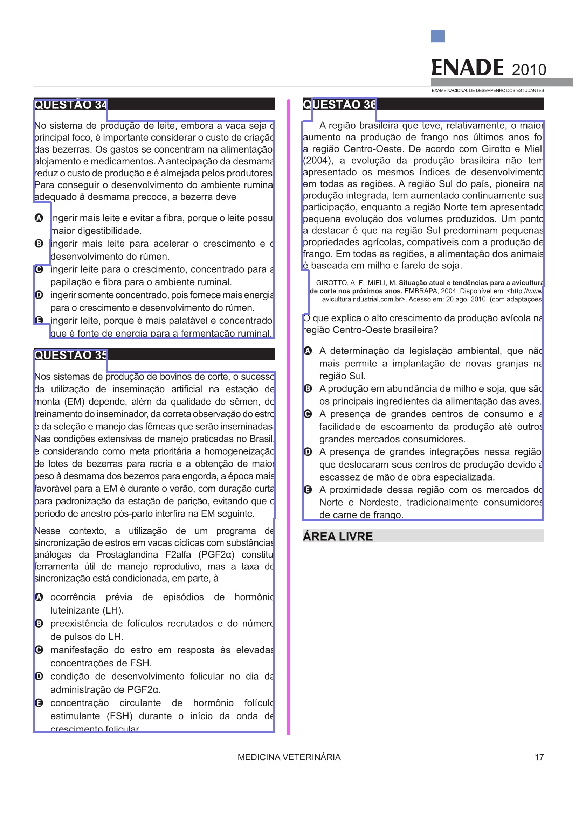 ENADE 2010
EXAME NACIONAL DE DESEMPENHO DOS ESTUDANTES
QUESTÃO 34
No sistema de produção de leite, embora a vaca seja o
principal foco, é importante considerar o custo de criação
das bezerras. Os gastos se concentram na alimentação,
alojamento e medicamentos. A antecipação da desmama
reduz o custo de produção e é almejada pelos produtores.
Para conseguir o desenvolvimento do ambiente ruminal
adequado à desmama precoce, a bezerra deve
A ingerir mais leite e evitar a fibra, porque o leite possui
maior digestibilidade.
B ingerir mais leite para acelerar o crescimento e o
desenvolvimento do rúmen.
C ingerir leite para o crescimento, concentrado para a
papilação e fibra para o ambiente ruminal.
D ingerir somente concentrado, pois fornece mais energia
para o crescimento e desenvolvimento do rúmen.
E ingerir leite, porque é mais palatável e concentrado,
que é fonte de energia para a fermentação ruminal.
QUESTÃO 35
Nos sistemas de produção de bovinos de corte, o sucesso
da utilização de inseminação artificial na estação de
monta (EM) depende, além da qualidade do sêmen, do
treinamento do inseminador, da correta observação do estro
e da seleção e manejo das fêmeas que serão inseminadas.
Nas condições extensivas de manejo praticadas no Brasil,
e considerando como meta prioritária a homogeneização
de lotes de bezerras para recria e a obtenção de maior
peso à desmama dos bezerros para engorda, a época mais
favorável para a EM é durante o verão, com duração curta
para padronização da estação de parição, evitando que o
período de anestro pós-parto interfira na EM seguinte.
Nesse contexto, a utilização de um programa de
sincronização de estros em vacas cíclicas com substâncias
análogas da Prostaglandina F2alfa (PGF2α) constitui
ferramenta útil de manejo reprodutivo, mas a taxa de
sincronização está condicionada, em parte, à
A ocorrência prévia de episódios de hormônio
luteinizante (LH).
B preexistência de folículos recrutados e do número
de pulsos do LH.
C manifestação do estro em resposta às elevadas
concentrações de FSH.
D condição de desenvolvimento folicular no dia da
administração de PGF2α.
E concentração circulante de hormônio folículo
estimulante (FSH) durante o início da onda de
crescimento folicular.
QUESTÃO 36
A região brasileira que teve, relativamente, o maior
aumento na produção de frango nos últimos anos foi
a região Centro-Oeste. De acordo com Girotto e Miele
(2004), a evolução da produção brasileira não tem
apresentado os mesmos índices de desenvolvimento
em todas as regiões. A região Sul do país, pioneira na
produção integrada, tem aumentado continuamente sua
participação, enquanto a região Norte tem apresentado
pequena evolução dos volumes produzidos. Um ponto
a destacar é que na região Sul predominam pequenas
propriedades agrícolas, compatíveis com a produção de
frango. Em todas as regiões, a alimentação dos animais
é bascada em milho e farelo de soja.
GIROTTO, A. F., MIELI, M. Situação atual e tendências para a avicultura
de corte nos próximos anos. EMBRAPA, 2004. Disponível em: <http://www.
aviculturaindustrial.com.br>. Acesso em: 20 ago. 2010. (com adaptações).
O que explica o alto crescimento da produção avícola na
região Centro-Oeste brasileira?
A A determinação da legislação ambiental, que não
mais permite a implantação de novas granjas na
região Sul.
B A produção em abundância de milho e soja, que são
os principais ingredientes da alimentação das aves.
C A presença de grandes centros de consumo e a
facilidade de escoamento da produção até outros
grandes mercados consumidores.
D A presença de grandes integrações nessa região,
que deslocaram seus centros de produção devido à
escassez de mão de obra especializada.
E A proximidade dessa região com os mercados do
Norte e Nordeste, tradicionalmente consumidores
de carne de frango.
ÁREA LIVRE
MEDICINA VETERINÁRIA
17